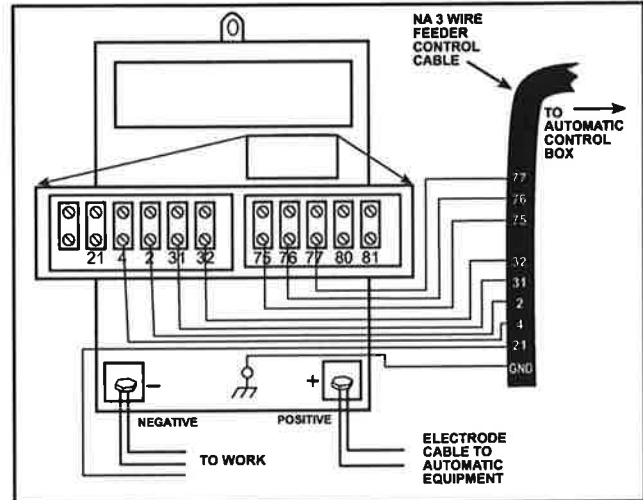 NA 3 WIRE
FEEDER
CONTROL
CABLE
TO
AUTOMATIC
CONTROL
BOX
77
76
75
32
31
2
4
21
GND
21 4 2 31 32
75 76 77 80 81
−
+
NEGATIVE
POSITIVE
TO WORK
ELECTRODE
CABLE TO
AUTOMATIC
EQUIPMENT